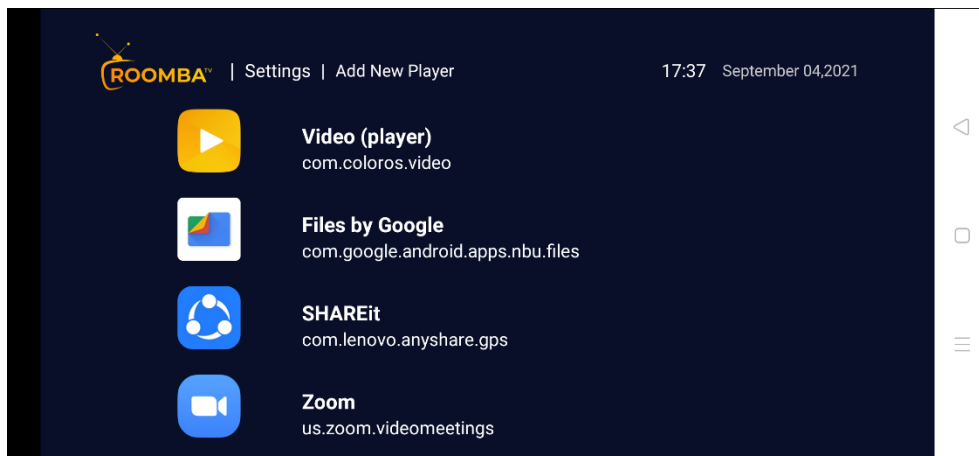 ROOMBA TV | Settings | Add New Player 17:37 September 04,2021
Video (player)
com.coloros.video
Files by Google
com.google.android.apps.nbu.files
SHAREit
com.lenovo.anyshare.gps
Zoom
us.zoom.videomeetings